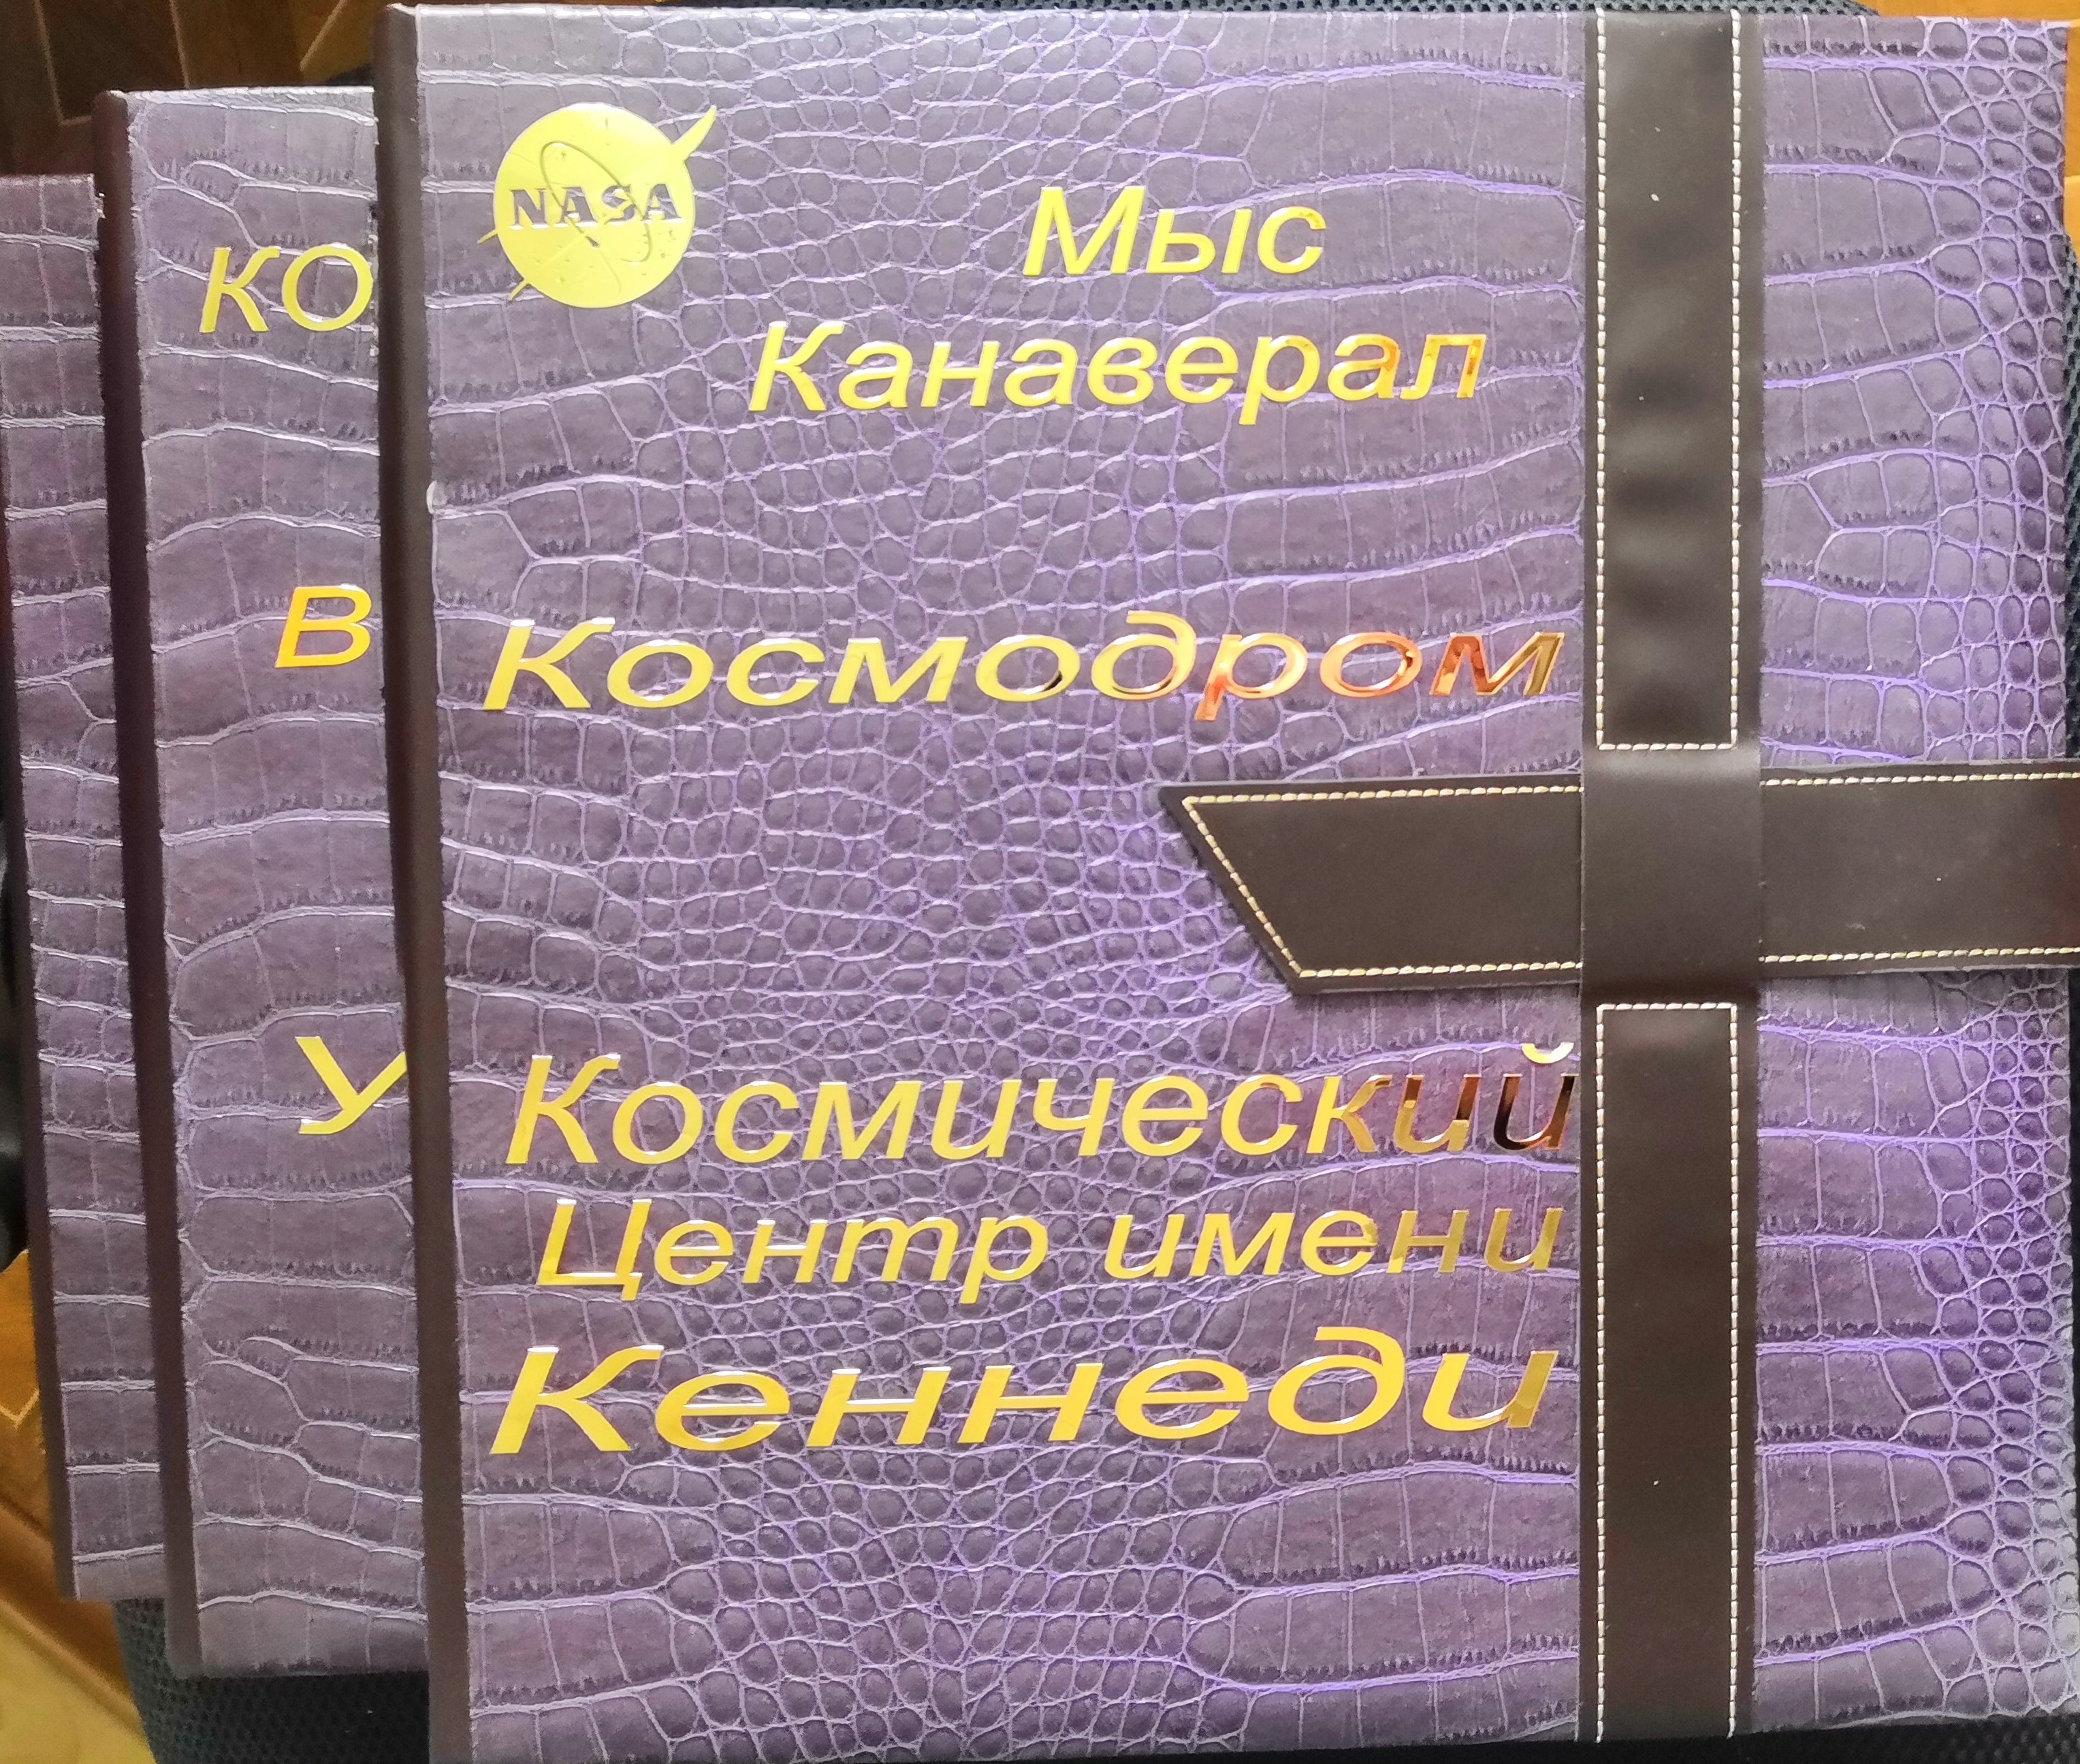 NASA
Мыс
Канаверал
Космодром
Космический
Центр имени
Кеннеди
КО
В
У